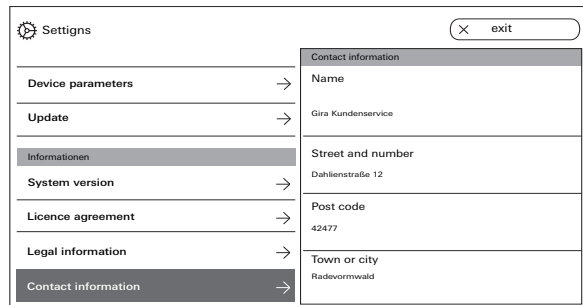 Settigns
exit
Device parameters
Update
Informationen
System version
Licence agreement
Legal information
Contact information
Contact information
Name
Gira Kundenservice
Street and number
Dahlienstraße 12
Post code
42477
Town or city
Radevormwald